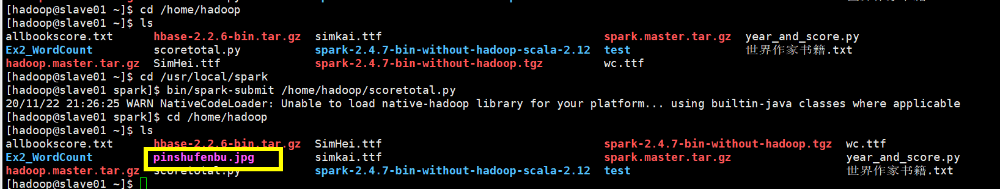 [hadoop@slave01 ~]$ cd /home/hadoop
[hadoop@slave01 ~]$ ls
allbookscore.txt hbase-2.2.6-bin.tar.gz simkai.ttf spark.master.tar.gz year_and_score.py
Ex2_WordCount scoretotal.py spark-2.4.7-bin-without-hadoop-scala-2.12 test 世界作家书籍.txt
hadoop.master.tar.gz SimHei.ttf spark-2.4.7-bin-without-hadoop.tgz wc.ttf
[hadoop@slave01 ~]$ cd /usr/local/spark
[hadoop@slave01 spark]$ bin/spark-submit /home/hadoop/scoretotal.py
20/11/22 21:26:25 WARN NativeCodeLoader: Unable to load native-hadoop library for your platform... using builtin-java classes where applicable
[hadoop@slave01 spark]$ cd /home/hadoop
[hadoop@slave01 ~]$ ls
allbookscore.txt hbase-2.2.6-bin.tar.gz SimHei.ttf spark-2.4.7-bin-without-hadoop.tgz wc.ttf
Ex2_WordCount pinshufenbu.jpg simkai.ttf spark.master.tar.gz year_and_score.py
hadoop.master.tar.gz scoretotal.py spark-2.4.7-bin-without-hadoop-scala-2.12 test 世界作家书籍.txt
[hadoop@slave01 ~]$